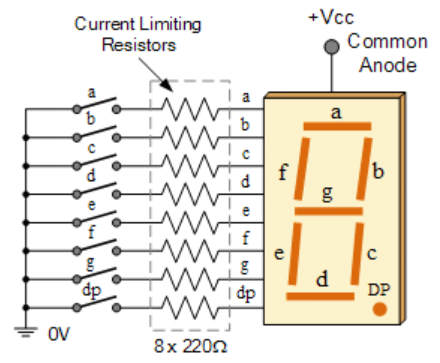 +Vcc
Common
Anode
Current Limiting
Resistors
a
b
c
d
e
f
g
dp
a
b
c
d
e
f
g
dp
a
f
b
g
e
c
d
DP
0V
8 x 220Ω